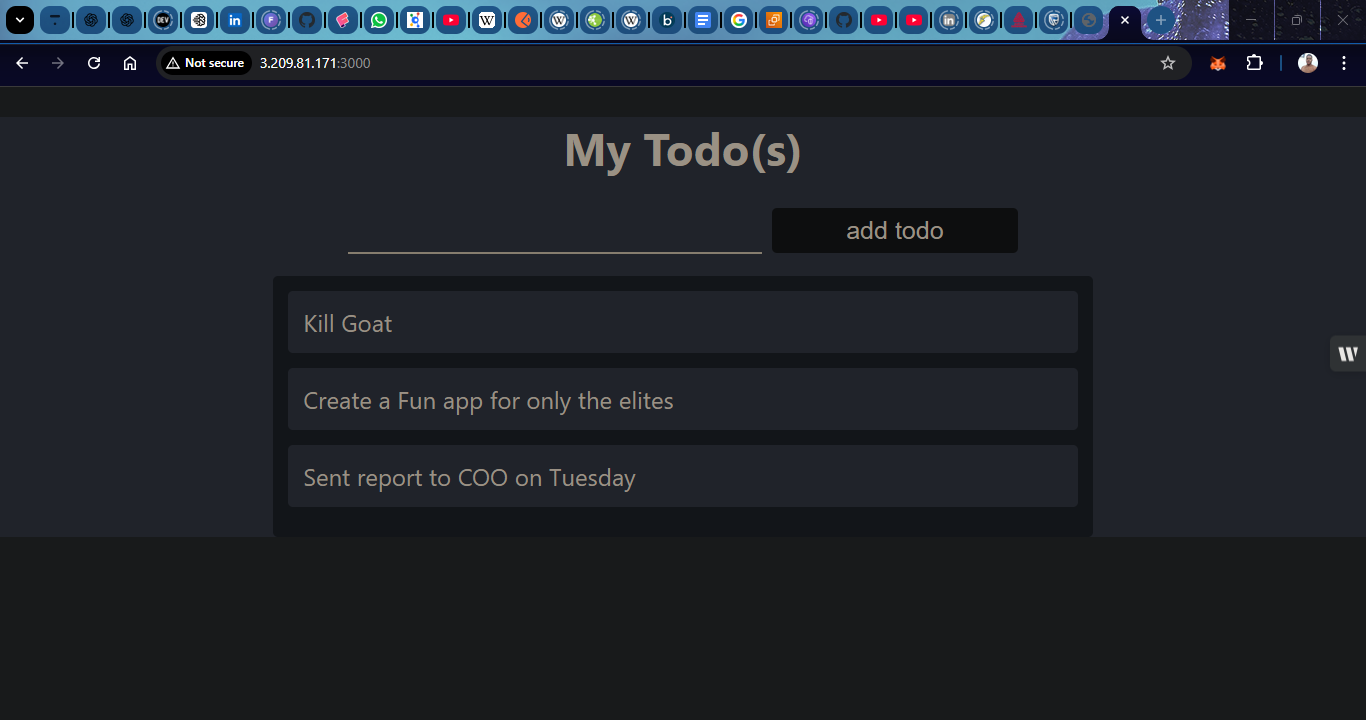 DEV
Not secure
3.209.81.171:3000
My Todo(s)
add todo
Kill Goat
Create a Fun app for only the elites
Sent report to COO on Tuesday